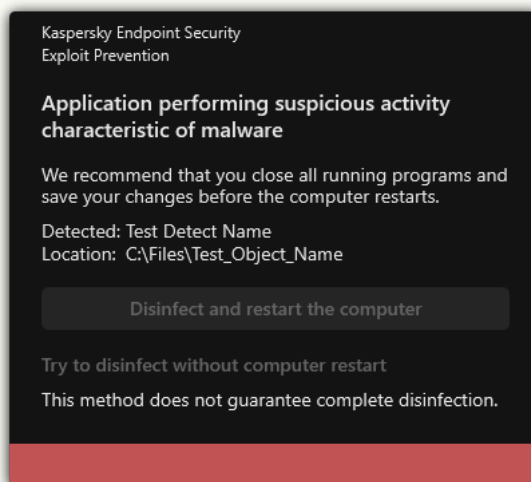 Kaspersky Endpoint Security
Exploit Prevention
Application performing suspicious activity
characteristic of malware
We recommend that you close all running programs and
save your changes before the computer restarts.
Detected: Test Detect Name
Location: C:\Files\Test_Object_Name
Disinfect and restart the computer
Try to disinfect without computer restart
This method does not guarantee complete disinfection.